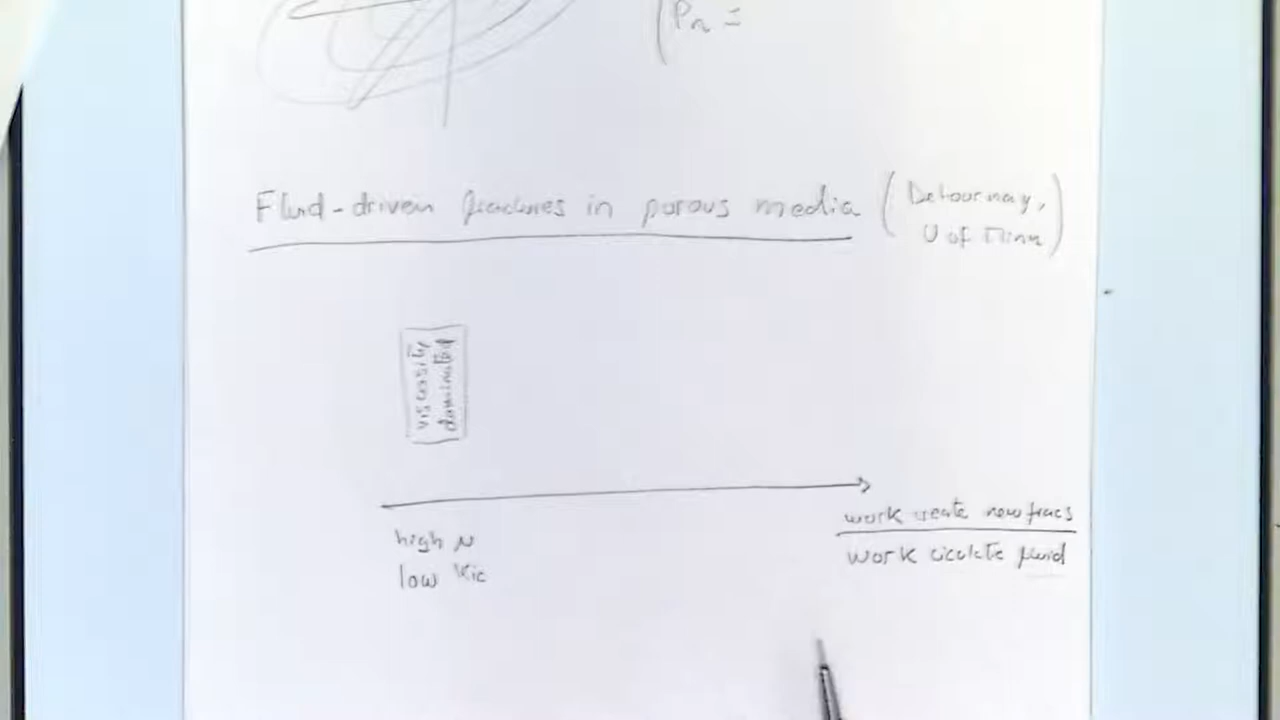 (Pn =
Fluid-driven fractures in porous media (Detournay,
U of Minn)
viscosity
dominated
high μ
low KIc
work create new fracs
work ciculate fluid